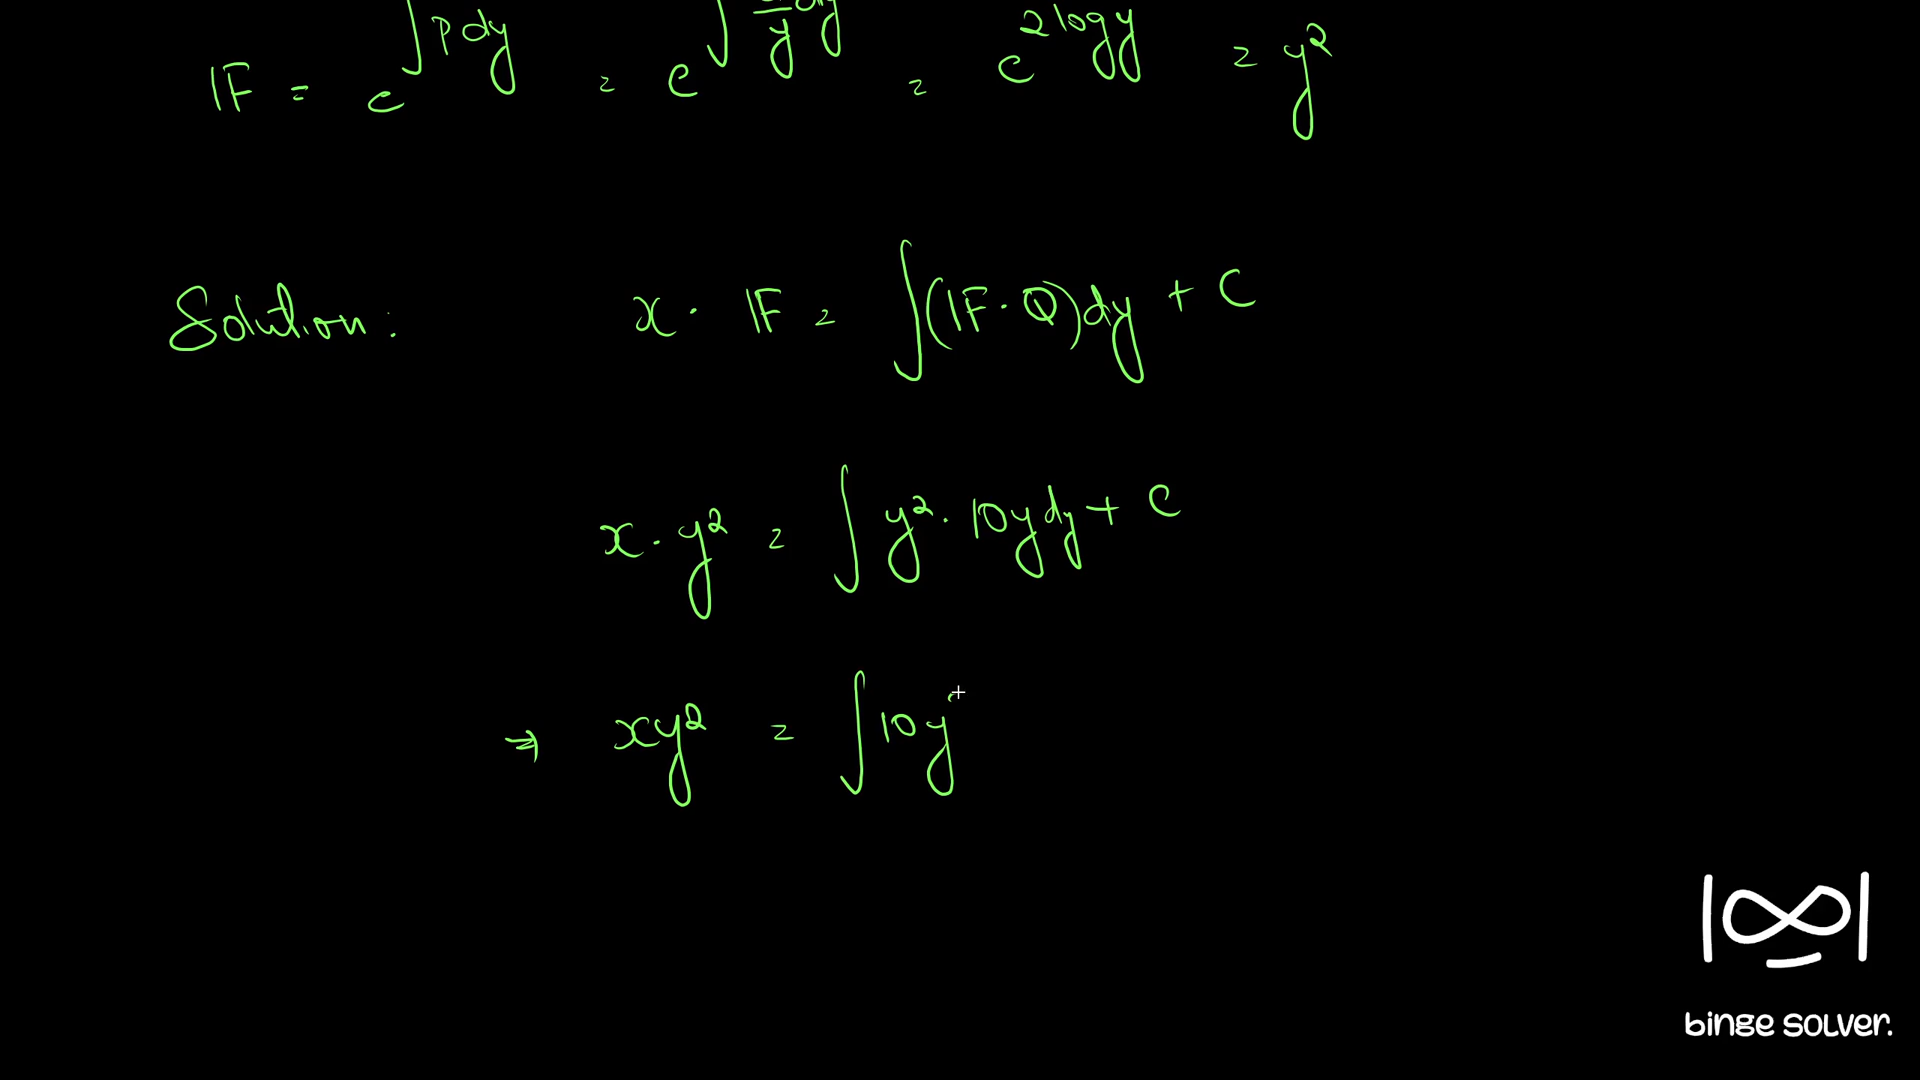 IF = e^∫P dy = e^∫2/y dy = e^2 log y = y²
Solution: x · IF = ∫(IF · Q)dy + C
x · y² = ∫ y² · 10y dy + C
⇒ xy² = ∫ 10y
binge solver.